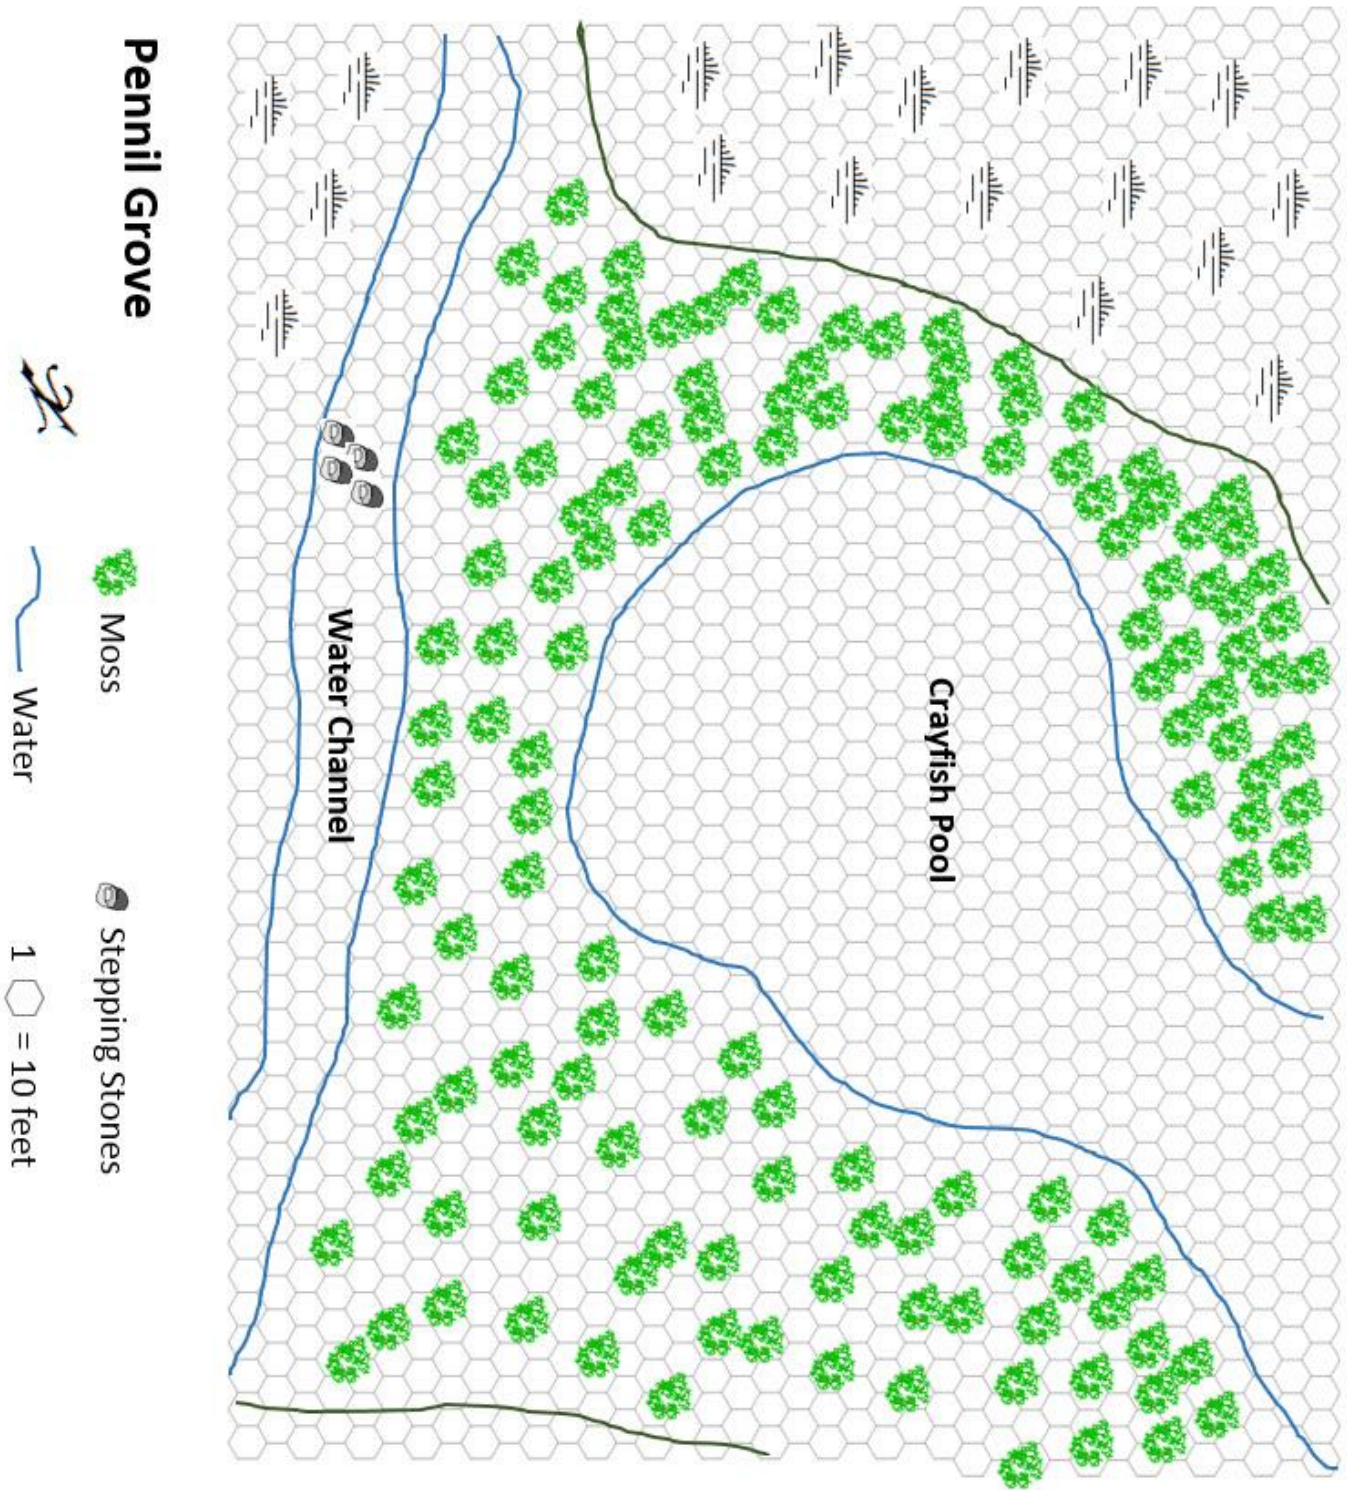 Pennil Grove
Crayfish Pool
Water Channel
Moss
Stepping Stones
Water
1 = 10 feet